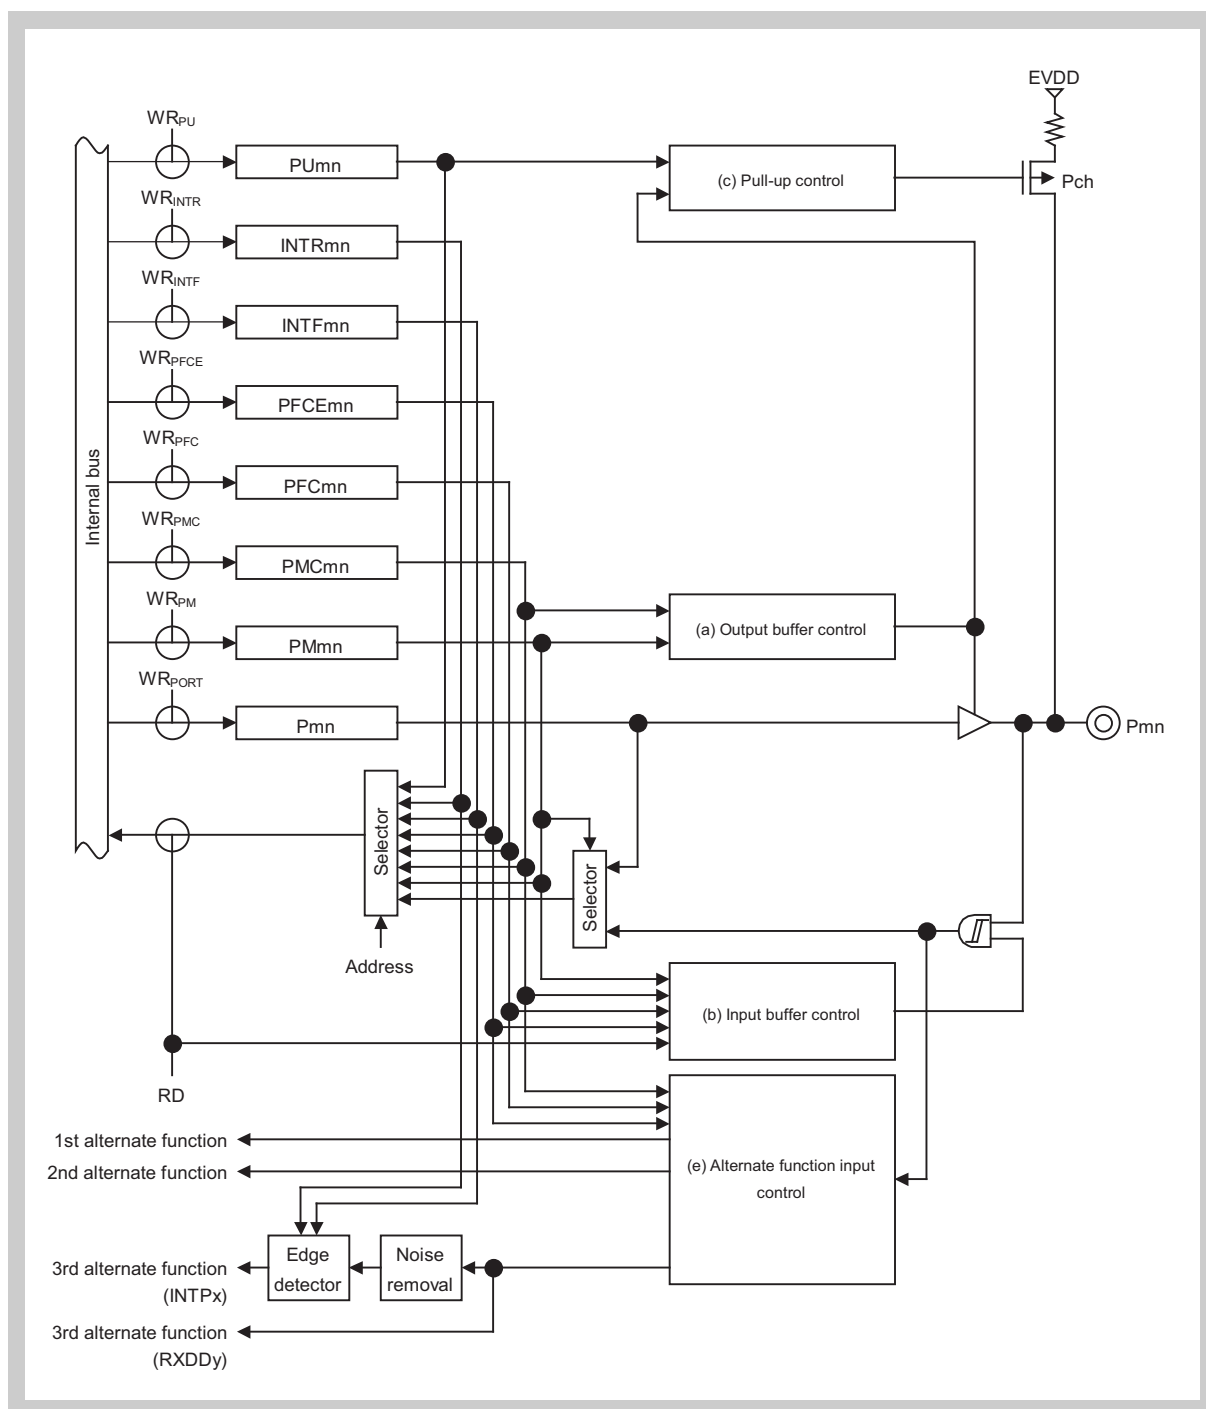 EVDD
WRPU
PUmn
(c) Pull-up control
Pch
WRINTR
INTRmn
WRINTF
INTFmn
WRPFCE
PFCEmn
WRPFC
PFCmn
Internal bus
WRPMC
PMCmn
WRPM
PMmn
(a) Output buffer control
WRPORT
Pmn
Pmn
Selector
Selector
Address
(b) Input buffer control
RD
1st alternate function
2nd alternate function
(e) Alternate function input
control
Edge
detector
Noise
removal
3rd alternate function
(INTPx)
3rd alternate function
(RXDDy)